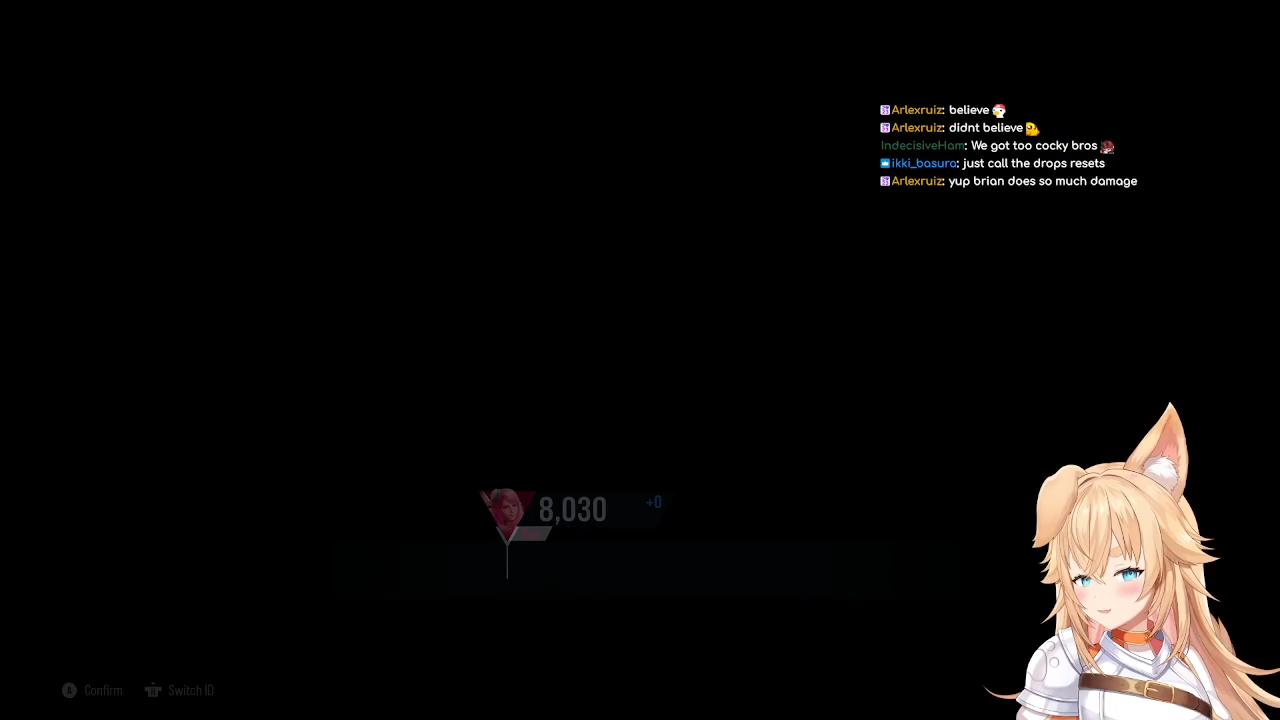 Arlexruiz: believe
Arlexruiz: didnt believe
IndecisiveHam: We got too cocky bros
ikki_basura: just call the drops resets
Arlexruiz: yup brian does so much damage
8,030 +0
Confirm Switch ID